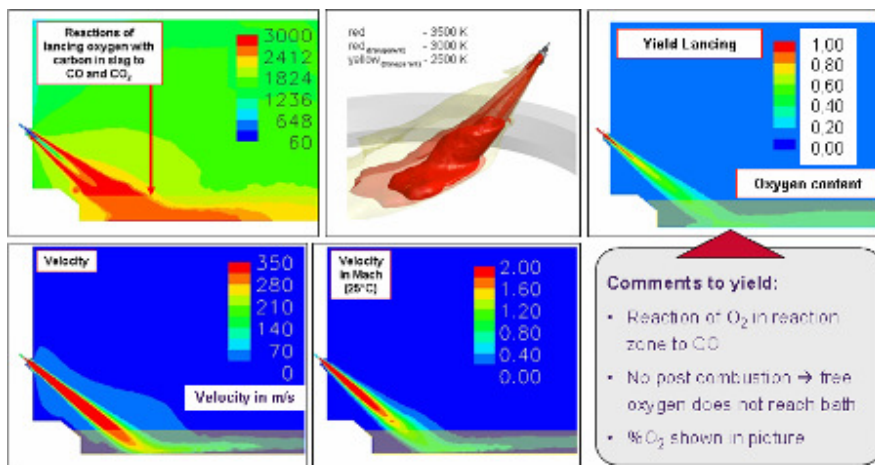 Reactions of
lancing oxygen with
carbon in slag to
CO and CO₂
3000
2412
1824
1236
648
60
red - 3500 K
red - 3000 K
yellow - 2500 K
Yield Lancing
1,00
0,80
0,60
0,40
0,20
0,00
Oxygen content
Velocity
350
280
210
140
70
0
Velocity in m/s
Velocity
in Mach
(25°C)
2.00
1.60
1.20
0.80
0.40
0.00
Comments to yield:
• Reaction of O₂ in reaction
zone to CO
• No post combustion → free
oxygen does not reach bath
• %O₂ shown in picture